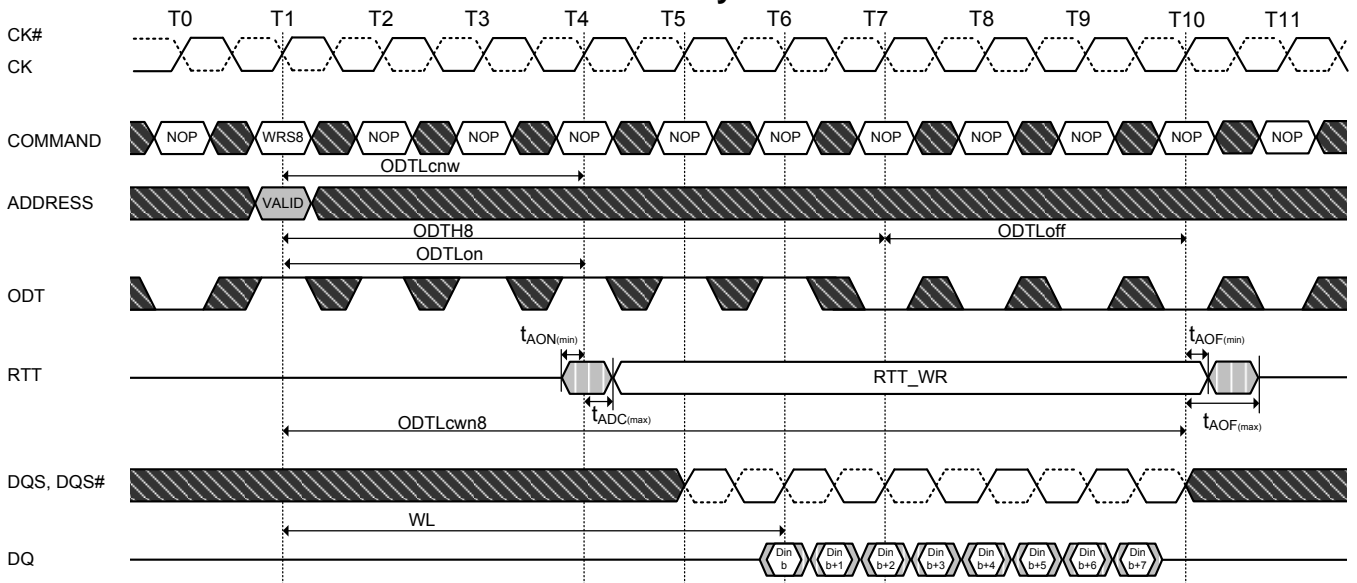 T0 T1 T2 T3 T4 T5 T6 T7 T8 T9 T10 T11
CK#
CK
COMMAND NOP WRS8 NOP NOP NOP NOP NOP NOP NOP NOP NOP NOP
ODTLcnw
ADDRESS VALID
ODTH8 ODTLoff
ODTLon
ODT
tAON(min) tAOF(min)
RTT RTT_WR
tADC(max) tAOF(max)
ODTLcwn8
DQS, DQS#
WL
DQ Din b Din b+1 Din b+2 Din b+3 Din b+4 Din b+5 Din b+6 Din b+7